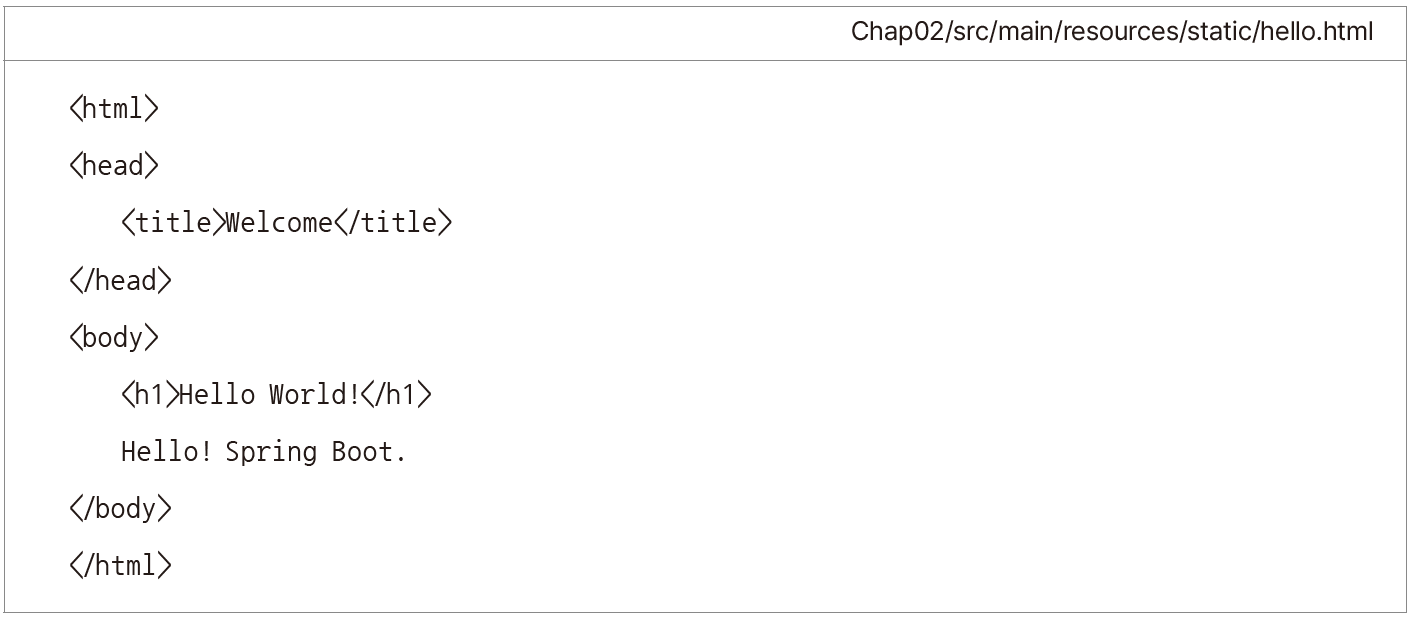 Chap02/src/main/resources/static/hello.html
<html>
<head>
<title>Welcome</title>
</head>
<body>
<h1>Hello World!</h1>
Hello! Spring Boot.
</body>
</html>